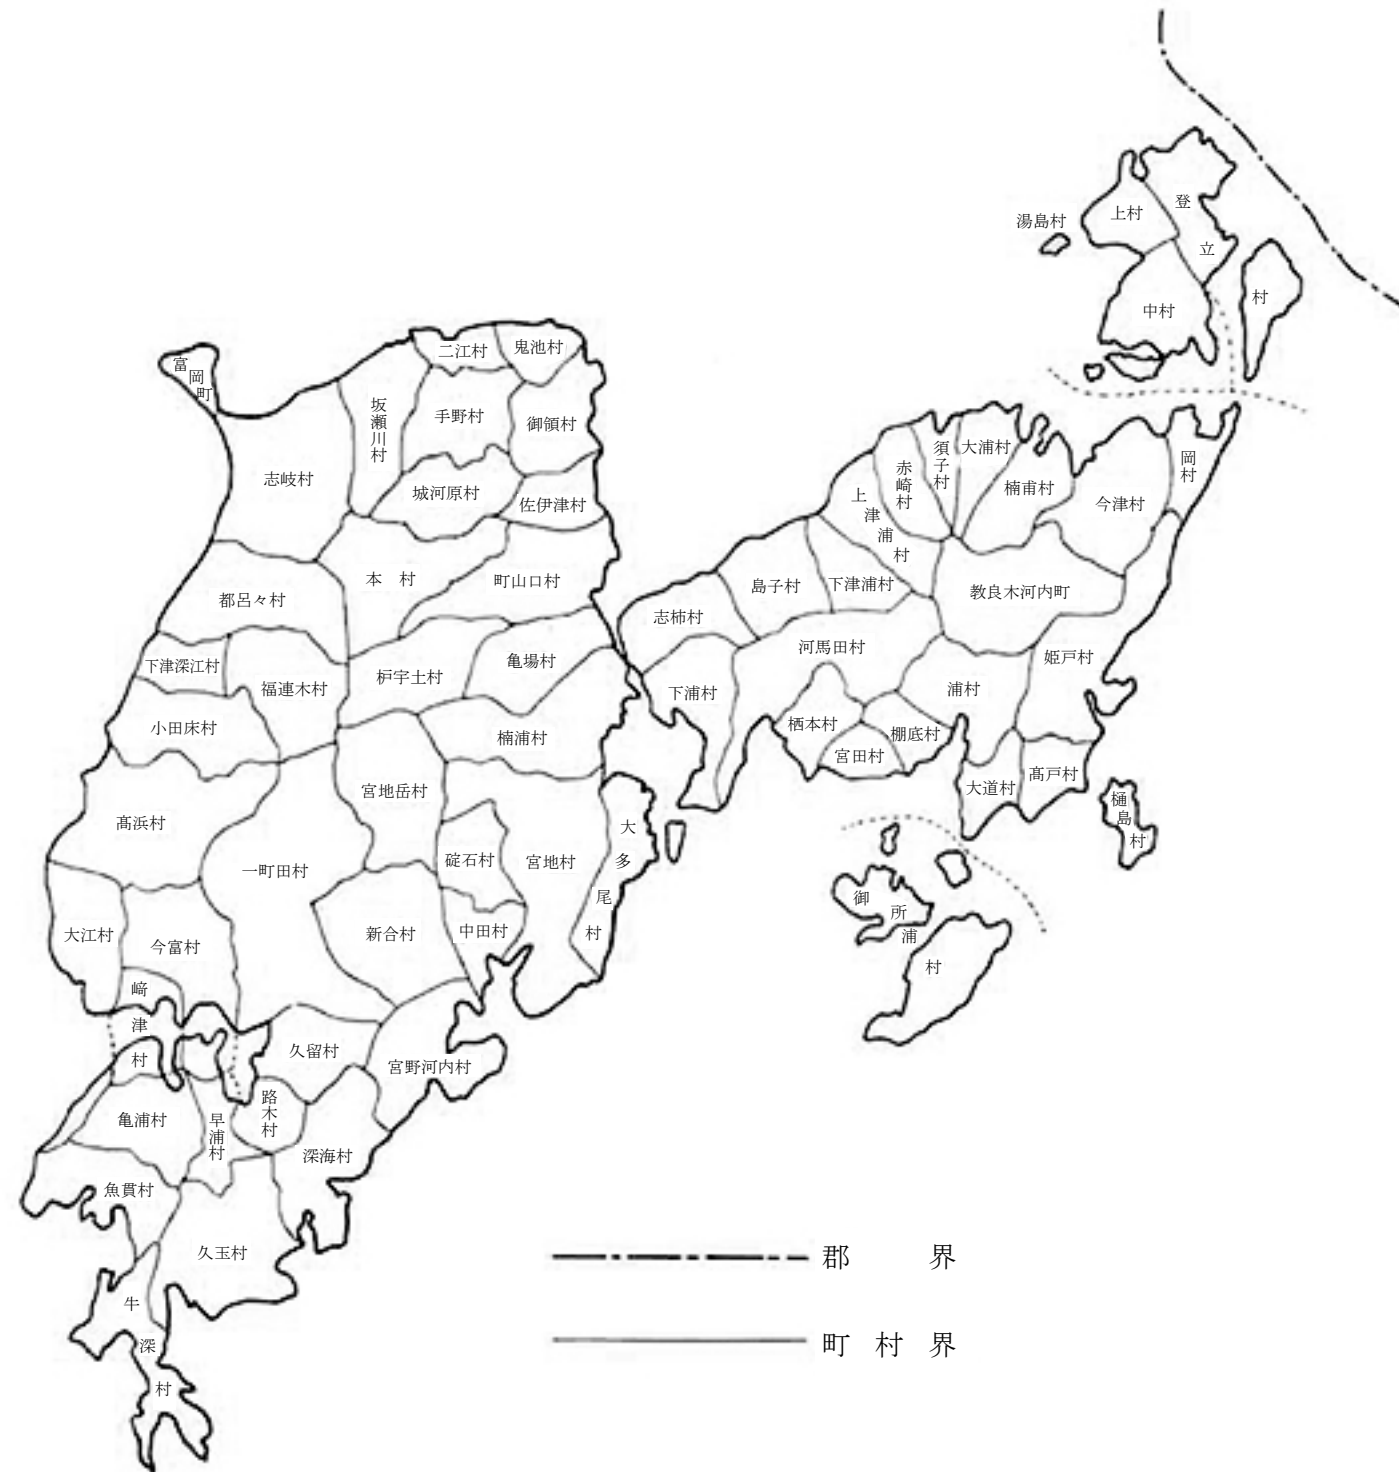 登立村
上村
湯島村
中村
富岡町
二江村
鬼池村
坂瀬川村
手野村
御領村
志岐村
城河原村
佐伊津村
本村
町山口村
都呂々村
下津深江村
福連木村
枦宇土村
亀場村
小田床村
楠浦村
宮地岳村
高浜村
一町田村
碇石村
宮地村
大多尾村
大江村
今富村
新合村
中田村
﨑津村
久留村
宮野河内村
亀浦村
早浦村
路木村
深海村
魚貫村
久玉村
牛深村
大浦村
須子村
赤崎村
楠甫村
今津村
岡村
上津浦村
島子村
下津浦村
教良木河内町
志柿村
河馬田村
姫戸村
下浦村
浦村
栖本村
棚底村
宮田村
大道村
髙戸村
樋島村
御所浦村
郡界
町村界